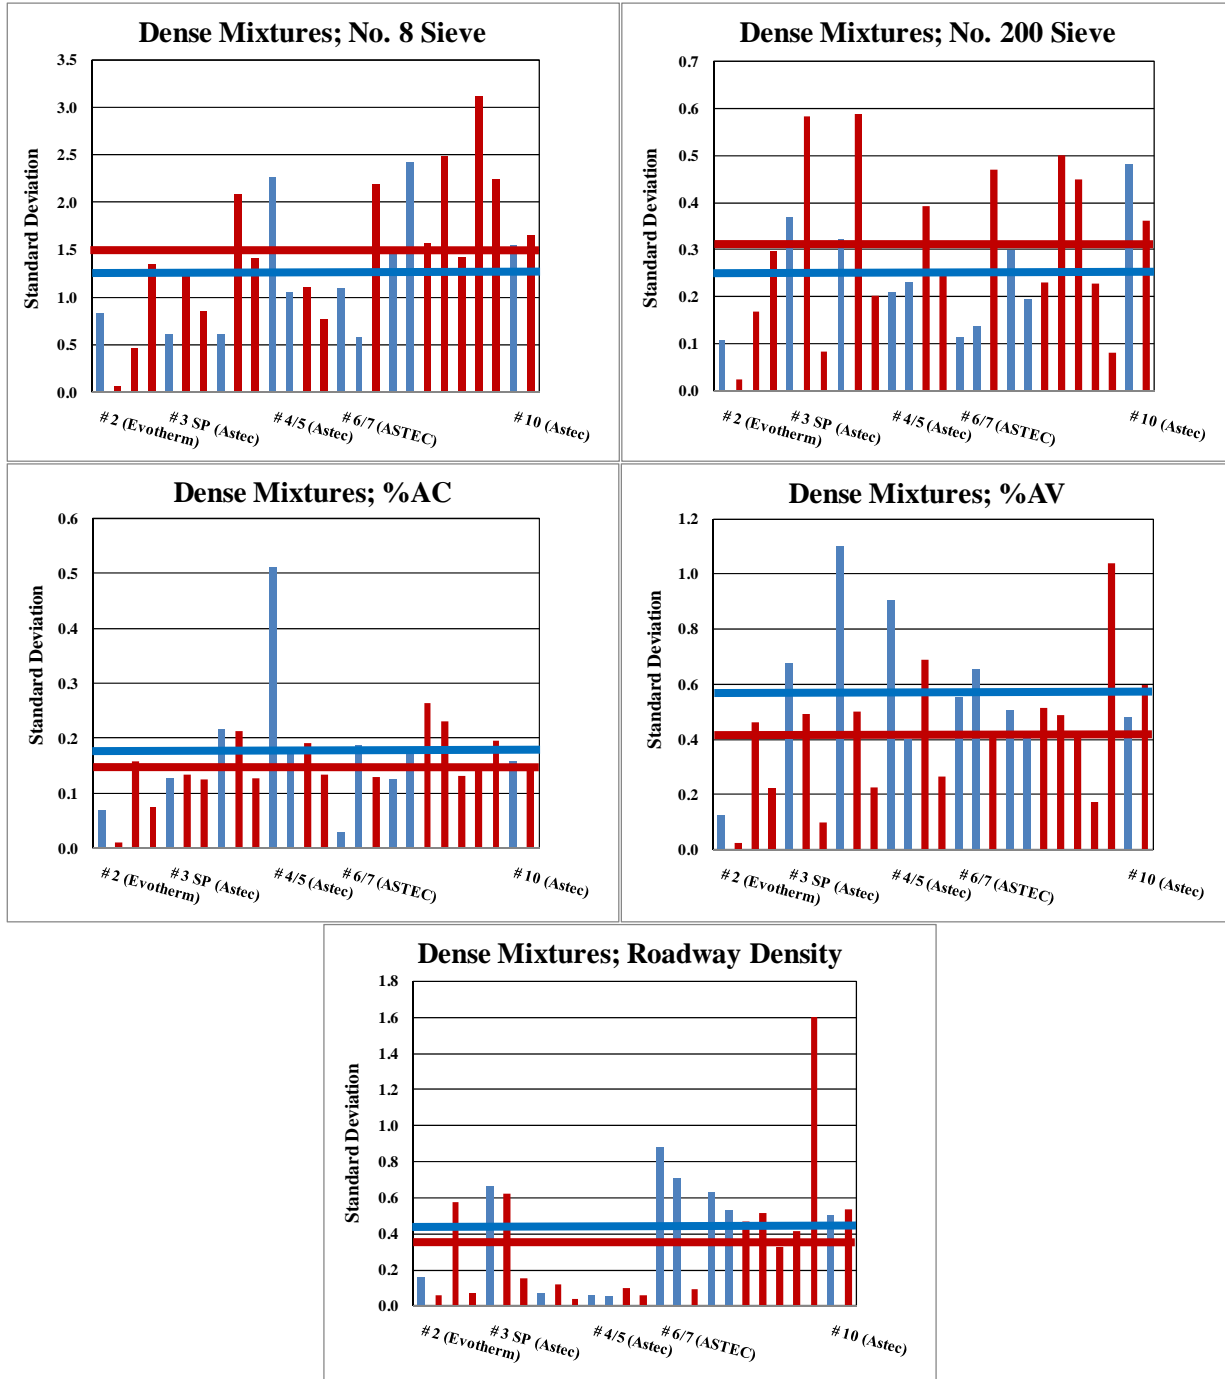 Dense Mixtures; No. 8 Sieve
Standard Deviation
3.5
3.0
2.5
2.0
1.5
1.0
0.5
0.0
# 2 (Evotherm)
# 3 SP (Astec)
# 4/5 (Astec)
# 6/7 (ASTEC)
# 10 (Astec)
Dense Mixtures; No. 200 Sieve
Standard Deviation
0.7
0.6
0.5
0.4
0.3
0.2
0.1
0.0
# 2 (Evotherm)
# 3 SP (Astec)
# 4/5 (Astec)
# 6/7 (ASTEC)
# 10 (Astec)
Dense Mixtures; %AC
Standard Deviation
0.6
0.5
0.4
0.3
0.2
0.1
0.0
# 2 (Evotherm)
# 3 SP (Astec)
# 4/5 (Astec)
# 6/7 (ASTEC)
# 10 (Astec)
Dense Mixtures; %AV
Standard Deviation
1.2
1.0
0.8
0.6
0.4
0.2
0.0
# 2 (Evotherm)
# 3 SP (Astec)
# 4/5 (Astec)
# 6/7 (ASTEC)
# 10 (Astec)
Dense Mixtures; Roadway Density
Standard Deviation
1.8
1.6
1.4
1.2
1.0
0.8
0.6
0.4
0.2
0.0
# 2 (Evotherm)
# 3 SP (Astec)
# 4/5 (Astec)
# 6/7 (ASTEC)
# 10 (Astec)